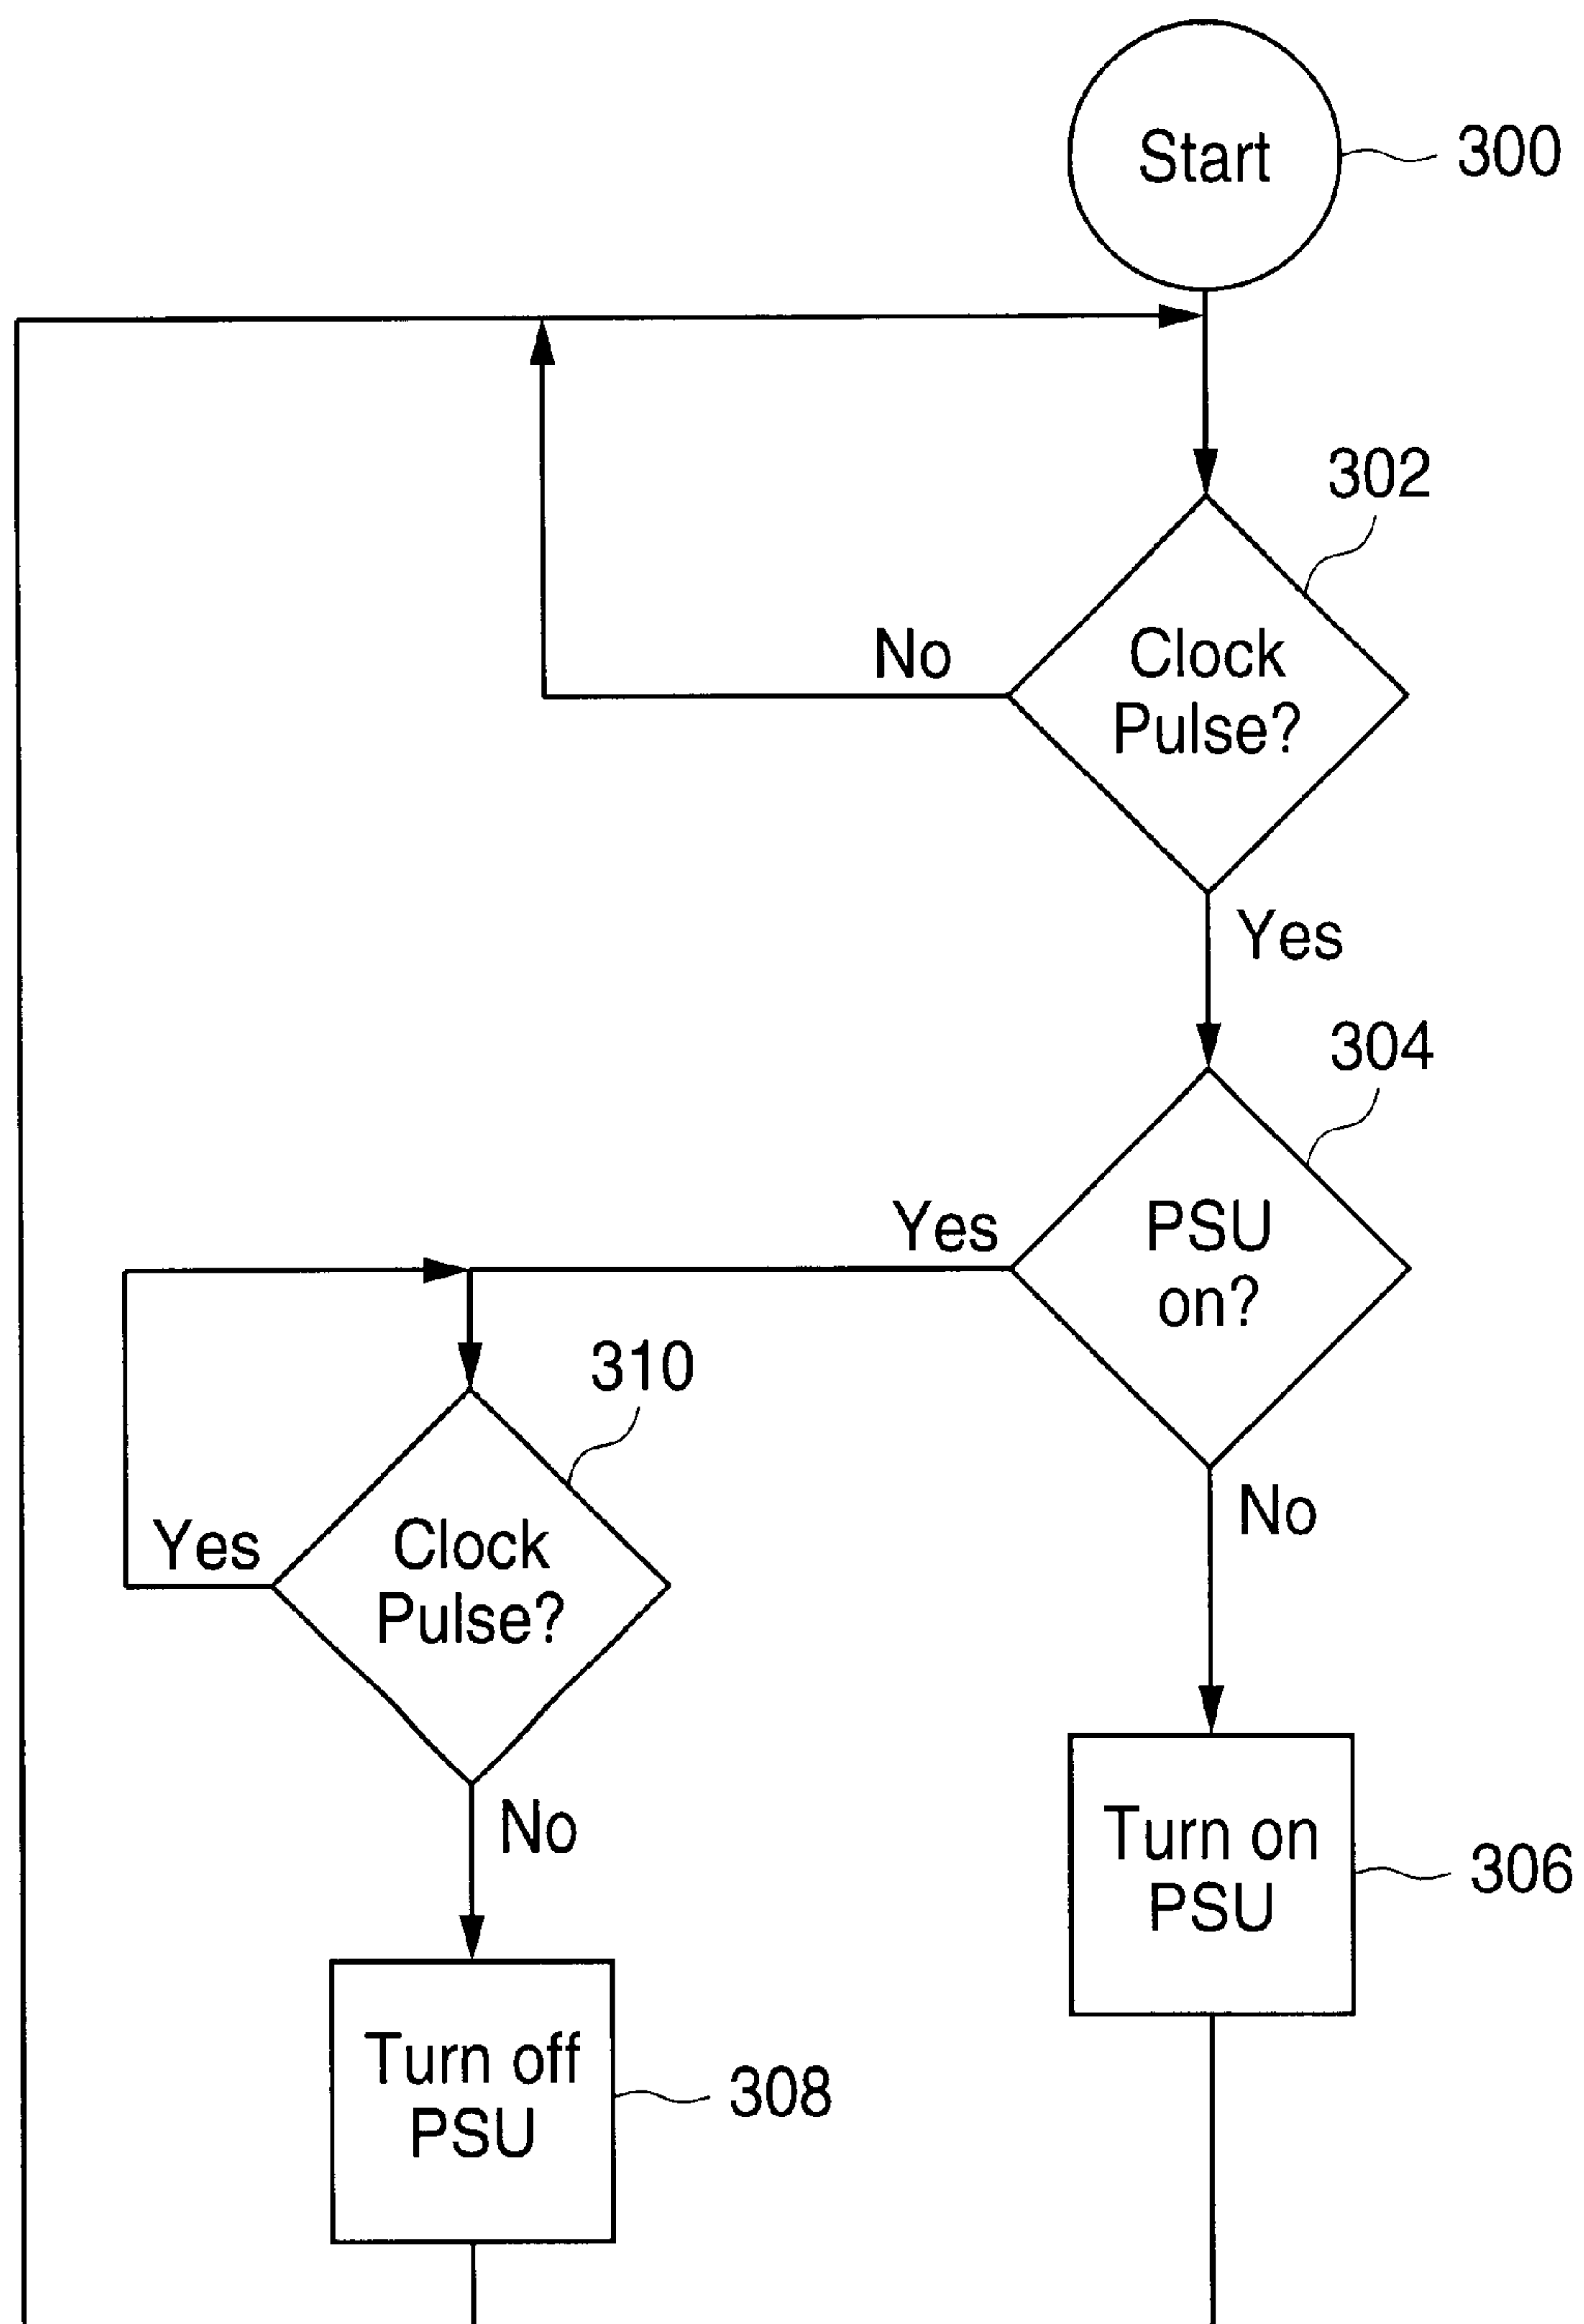 Start
300
302
Clock
Pulse?
No
Yes
304
PSU
on?
Yes
No
310
Clock
Pulse?
Yes
No
Turn on
PSU
306
Turn off
PSU
308